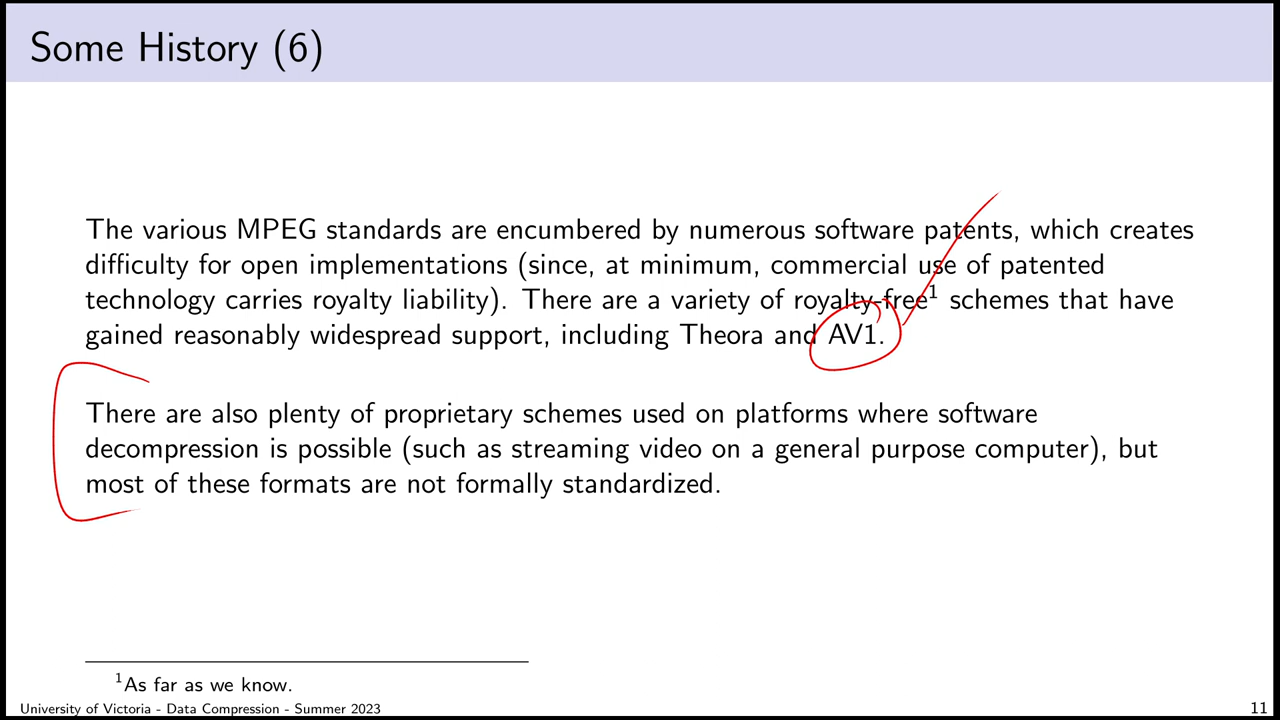 Some History (6)
The various MPEG standards are encumbered by numerous software patents, which creates
difficulty for open implementations (since, at minimum, commercial use of patented
technology carries royalty liability). There are a variety of royalty-free¹ schemes that have
gained reasonably widespread support, including Theora and AV1.
There are also plenty of proprietary schemes used on platforms where software
decompression is possible (such as streaming video on a general purpose computer), but
most of these formats are not formally standardized.
¹As far as we know.
University of Victoria - Data Compression - Summer 2023
11